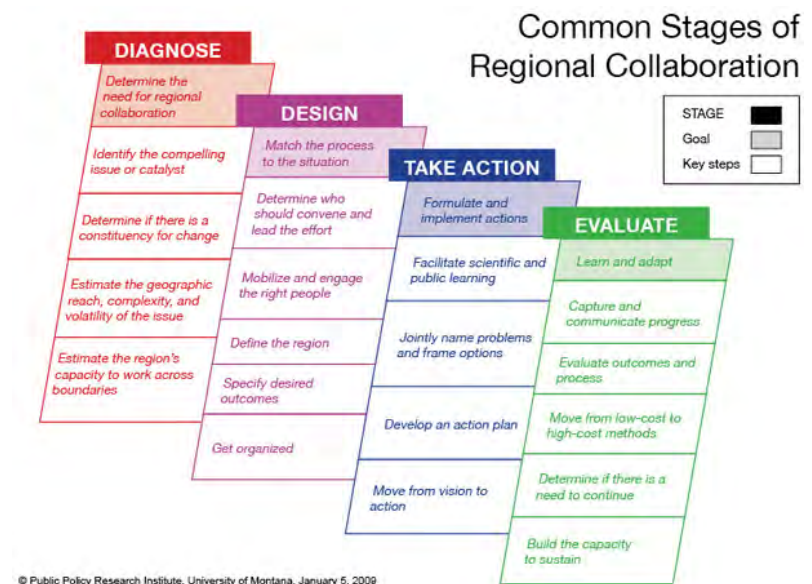 Common Stages of
Regional Collaboration
STAGE
Goal
Key steps
DIAGNOSE
Determine the
need for regional
collaboration
Identify the compelling
issue or catalyst
Determine if there is a
constituency for change
Estimate the geographic
reach, complexity, and
volatility of the issue
Estimate the region's
capacity to work across
boundaries
DESIGN
Match the process
to the situation
Determine who
should convene and
lead the effort
Mobilize and engage
the right people
Define the region
Specify desired
outcomes
Get organized
TAKE ACTION
Formulate and
implement actions
Facilitate scientific and
public learning
Jointly name problems
and frame options
Develop an action plan
Move from vision to
action
EVALUATE
Learn and adapt
Capture and
communicate progress
Evaluate outcomes and
process
Move from low-cost to
high-cost methods
Determine if there is a
need to continue
Build the capacity
to sustain
© Public Policy Research Institute, University of Montana, January 5, 2009